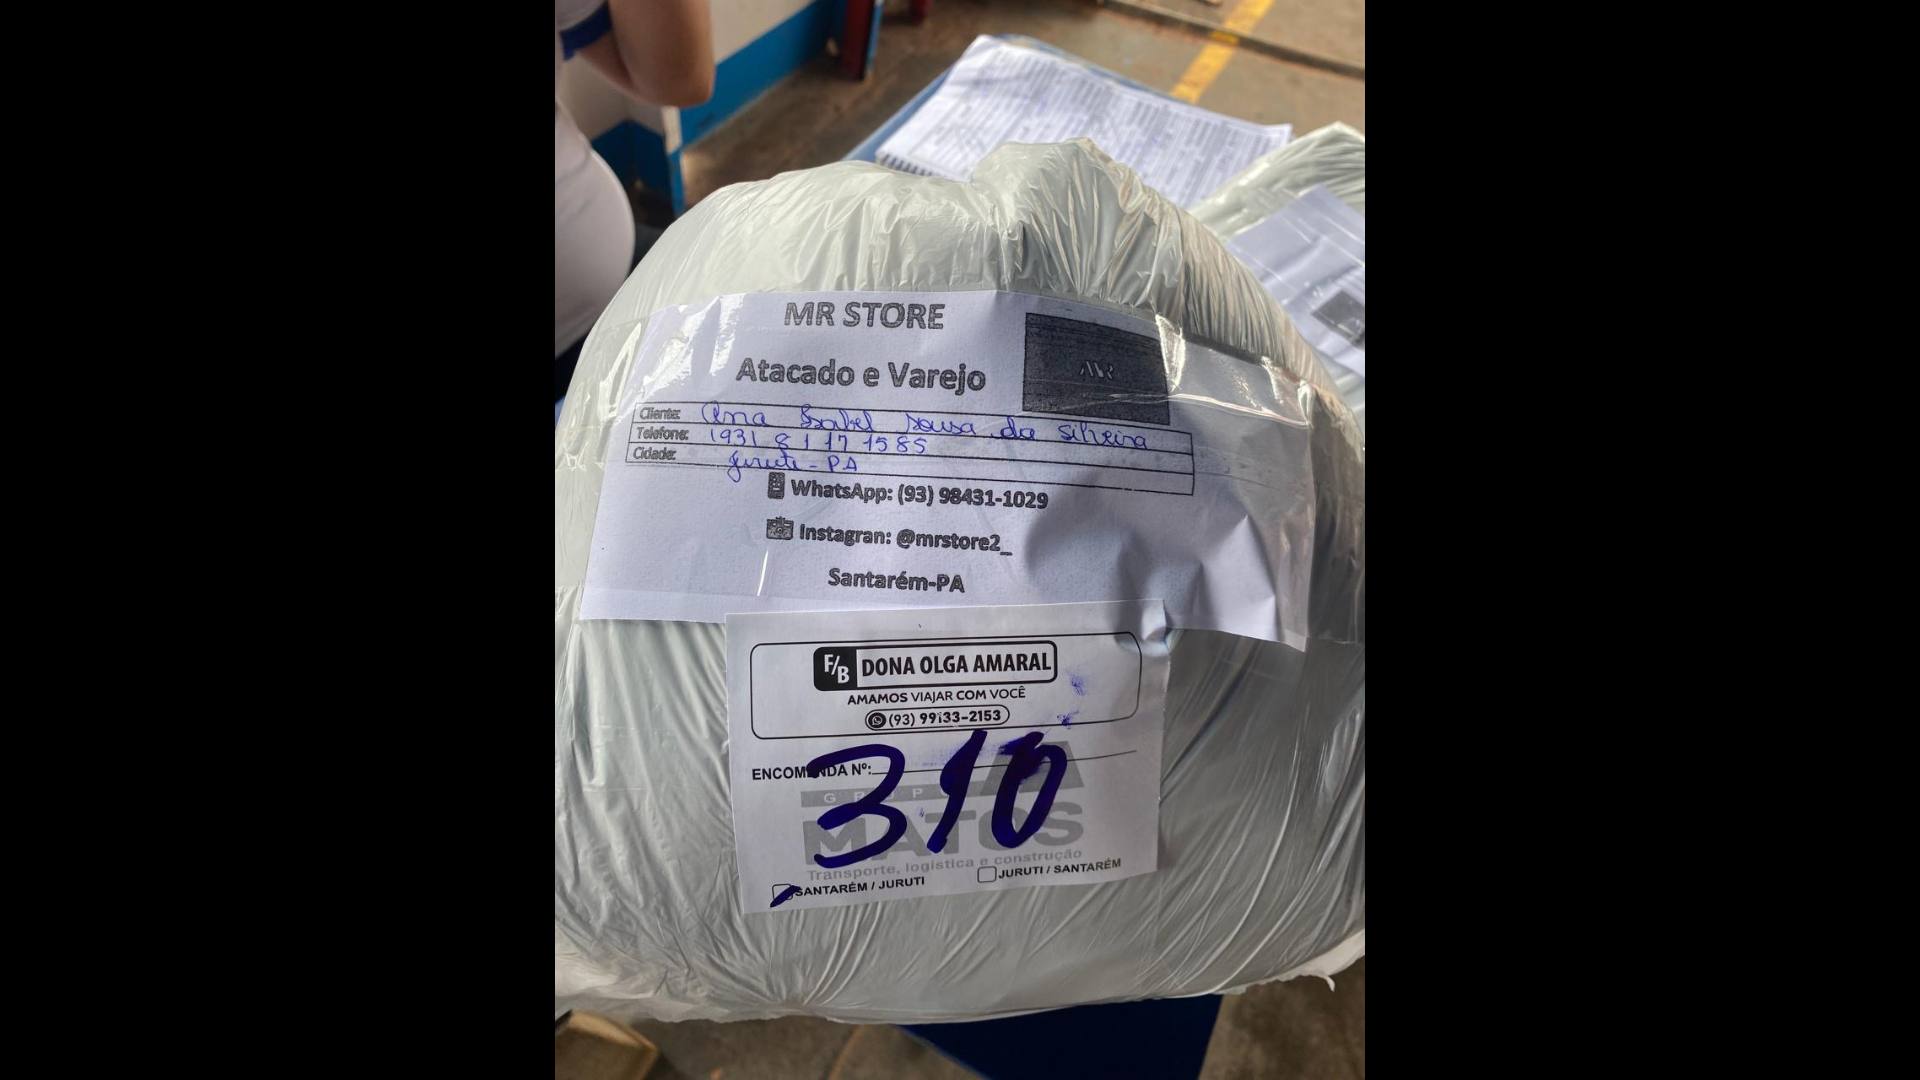 MR STORE
Atacado e Varejo
MR
Cliente: Ana Isabel Sousa da Silveira
Telefone: (93) 8117 1585
Cidade: Juruti - PA
WhatsApp: (93) 98431-1029
Instagran: @mrstore2_
Santarém-PA
F/B DONA OLGA AMARAL
AMAMOS VIAJAR COM VOCÊ
(93) 99133-2153
ENCOMENDA Nº: 310
GRUPO
MATOS
Transporte, logística e construção
SANTARÉM / JURUTI
JURUTI / SANTARÉM